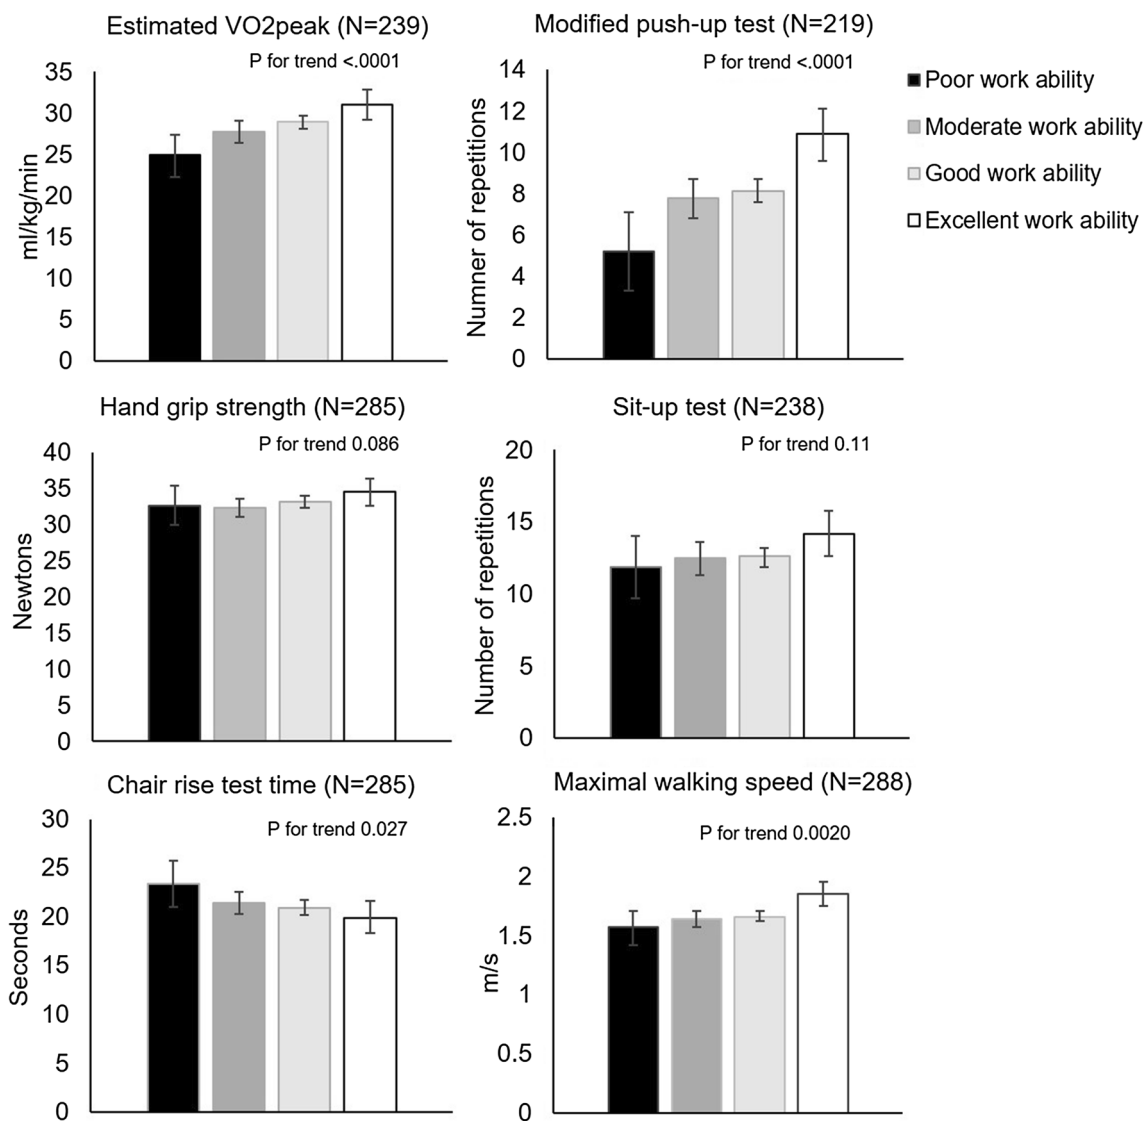 Estimated VO2peak (N=239)
P for trend <.0001
ml/kg/min
35
30
25
20
15
10
5
0
Modified push-up test (N=219)
P for trend <.0001
Numner of repetitions
14
12
10
8
6
4
2
0
Poor work ability
Moderate work ability
Good work ability
Excellent work ability
Hand grip strength (N=285)
P for trend 0.086
Newtons
40
35
30
25
20
15
10
5
0
Sit-up test (N=238)
P for trend 0.11
Number of repetitions
20
15
10
5
0
Chair rise test time (N=285)
P for trend 0.027
Seconds
30
25
20
15
10
5
0
Maximal walking speed (N=288)
P for trend 0.0020
m/s
2.5
2
1.5
1
0.5
0